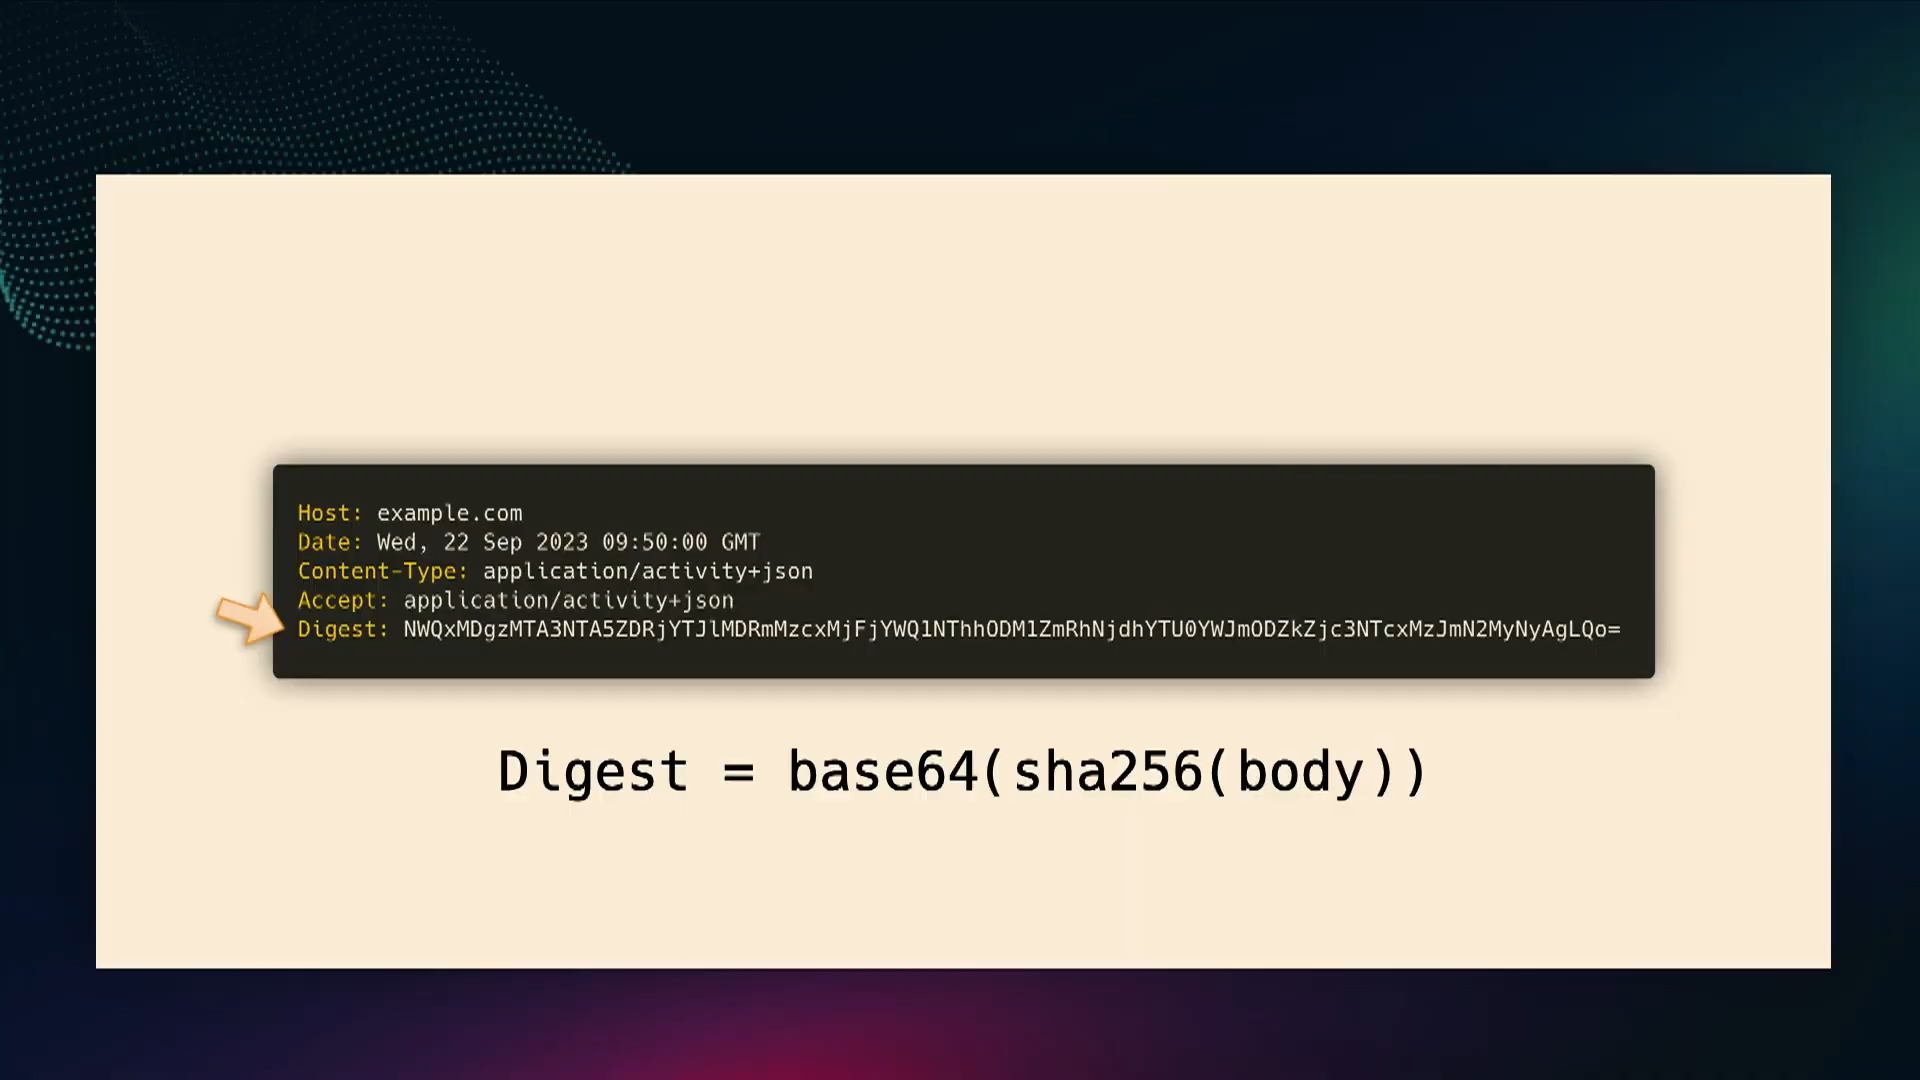 Host: example.com
Date: Wed, 22 Sep 2023 09:50:00 GMT
Content-Type: application/activity+json
Accept: application/activity+json
Digest: NWQxMDgzMTA3NTA5ZDRjYTJlMDRmMzcxMjFjYWQ1NThhODM1ZmRhNjdhYTU0YWJmODZkZjc3NTcxMzJmN2MyNyAgLQo=
Digest = base64(sha256(body))